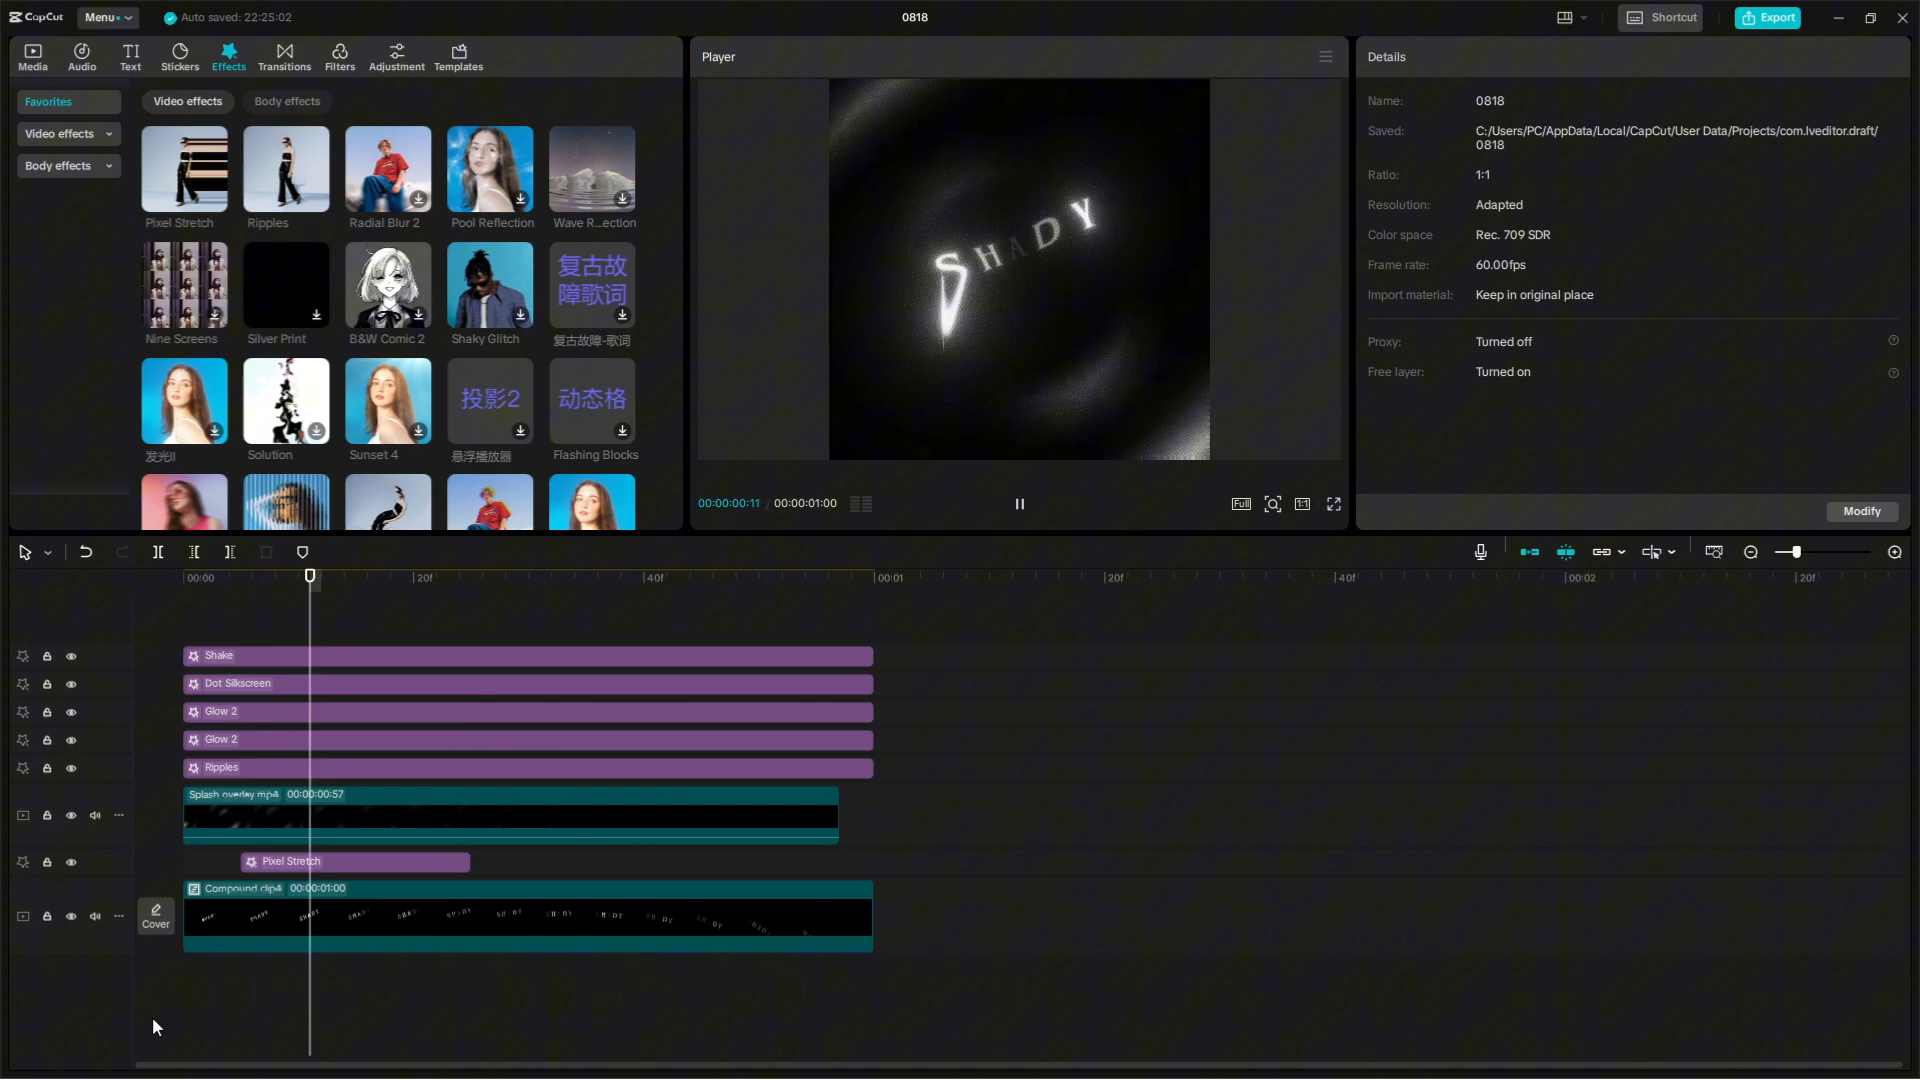 CapCut
Menu
Auto saved: 22:25:02
0818
Shortcut
Export
Media
Audio
Text
Stickers
Effects
Transitions
Filters
Adjustment
Templates
Favorites
Video effects
Body effects
Video effects
Body effects
Pixel Stretch
Ripples
Radial Blur 2
Pool Reflection
Wave R...ection
复古故
障歌词
Nine Screens
Silver Print
B&W Comic 2
Shaky Glitch
复古故障-歌词
投影2
动态格
发光II
Solution
Sunset 4
悬浮播放器
Flashing Blocks
Player
SHADY
00:00:00:11 / 00:00:01:00
Full
1:1
Details
Name: 0818
Saved: C:/Users/PC/AppData/Local/CapCut/User Data/Projects/com.lveditor.draft/
0818
Ratio: 1:1
Resolution: Adapted
Color space Rec. 709 SDR
Frame rate: 60.00fps
Import material: Keep in original place
Proxy: Turned off
Free layer: Turned on
Modify
00:00
20f
40f
00:01
20f
40f
00:02
20f
Shake
Dot Silkscreen
Glow 2
Glow 2
Ripples
Splash overlay.mp4 00:00:00:57
Pixel Stretch
Compound clip4 00:00:01:00
Cover